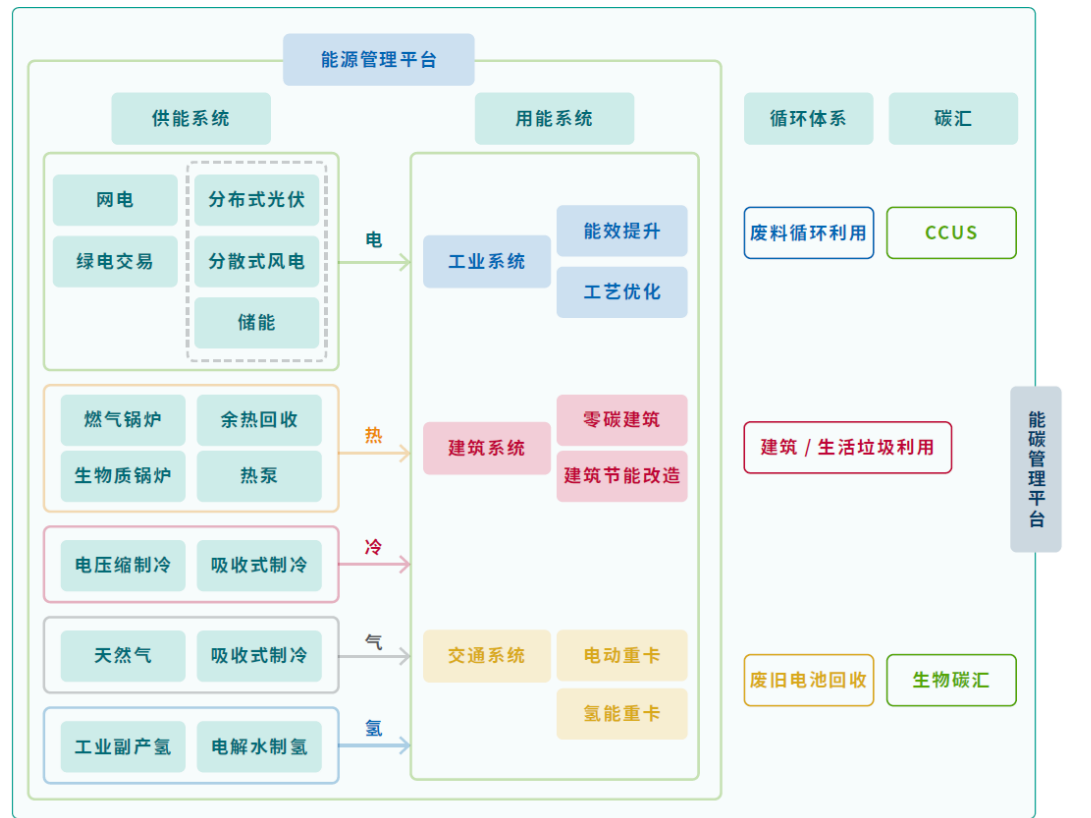 能源管理平台
供能系统
用能系统
循环体系
碳汇
网电
分布式光伏
绿电交易
分散式风电
储能
电
工业系统
能效提升
工艺优化
废料循环利用
CCUS
燃气锅炉
余热回收
生物质锅炉
热泵
热
建筑系统
零碳建筑
建筑节能改造
建筑 / 生活垃圾利用
能碳管理平台
电压缩制冷
吸收式制冷
冷
天然气
吸收式制冷
气
交通系统
电动重卡
氢能重卡
废旧电池回收
生物碳汇
工业副产氢
电解水制氢
氢